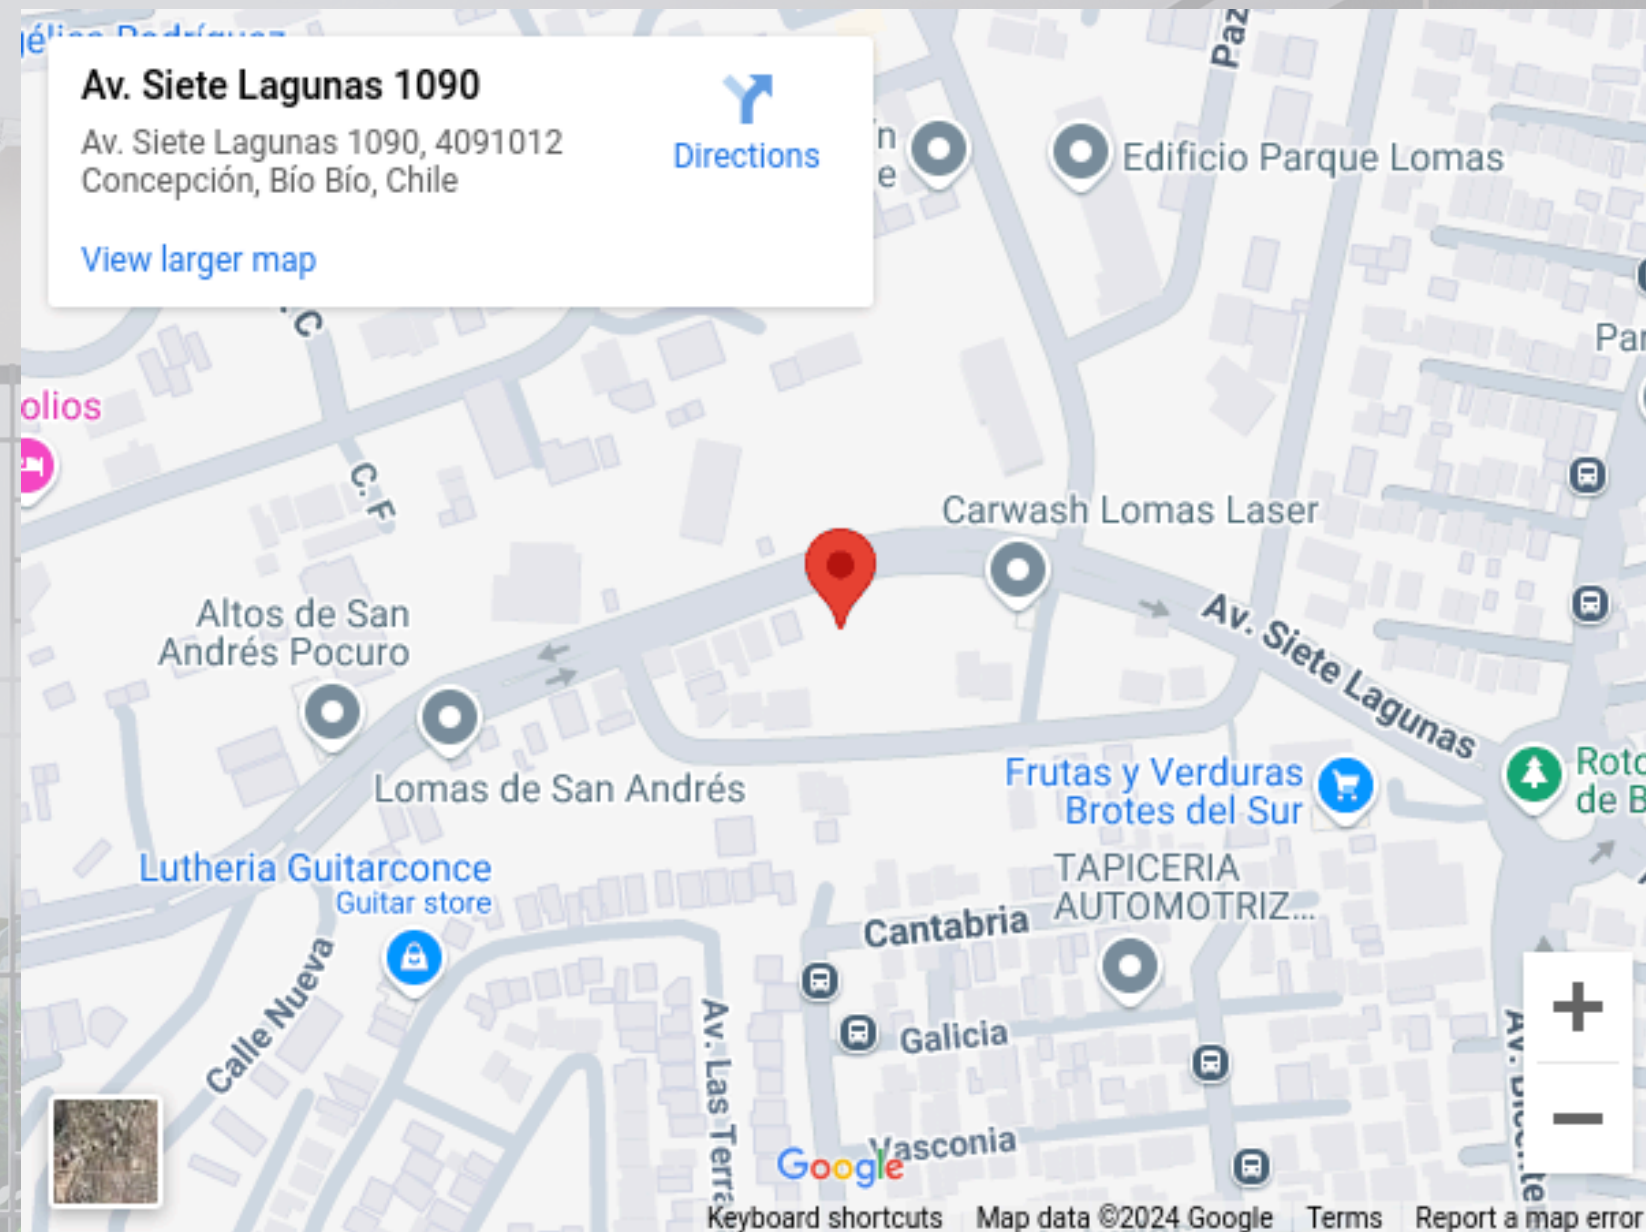 Av. Siete Lagunas 1090
Av. Siete Lagunas 1090, 4091012
Concepción, Bío Bío, Chile
Directions
View larger map
Edificio Parque Lomas
C. F
Carwash Lomas Laser
Altos de San
Andrés Pocuro
Av. Siete Lagunas
Lomas de San Andrés
Frutas y Verduras
Brotes del Sur
Lutheria Guitarconce
Guitar store
TAPICERIA
AUTOMOTRIZ...
Cantabria
Calle Nueva
Galicia
Av. Las Terra
Vasconia
Google
Keyboard shortcuts
Map data ©2024 Google
Terms
Report a map error